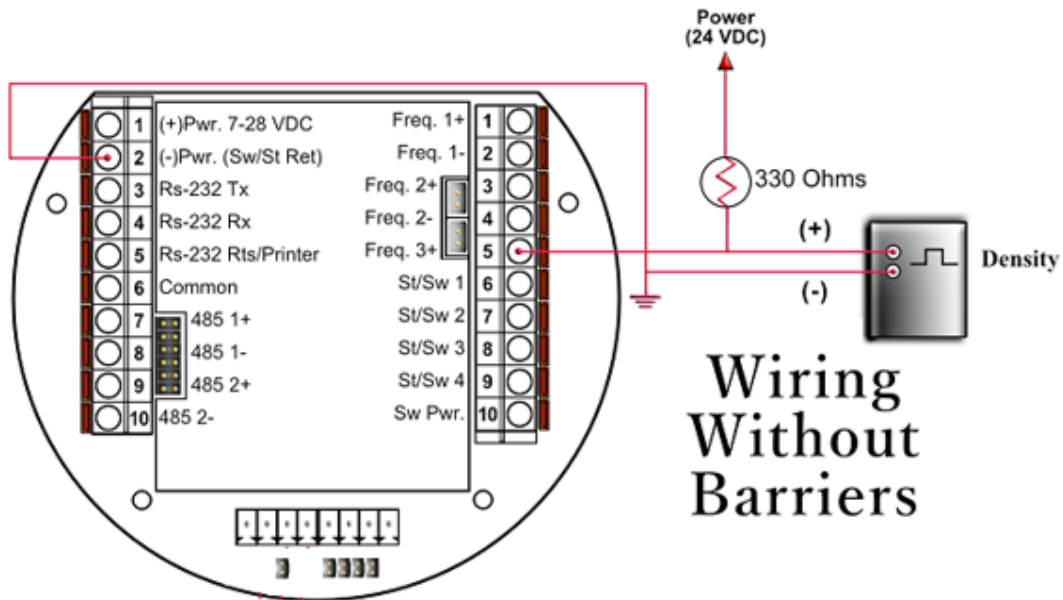 Power
(24 VDC)
1 (+)Pwr. 7-28 VDC
2 (-)Pwr. (Sw/St Ret)
3 Rs-232 Tx
4 Rs-232 Rx
5 Rs-232 Rts/Printer
6 Common
7 485 1+
8 485 1-
9 485 2+
10 485 2-
Freq. 1+ 1
Freq. 1- 2
Freq. 2+ 3
Freq. 2- 4
Freq. 3+ 5
St/Sw 1 6
St/Sw 2 7
St/Sw 3 8
St/Sw 4 9
Sw Pwr. 10
330 Ohms
(+)
(-)
Density
Wiring
Without
Barriers